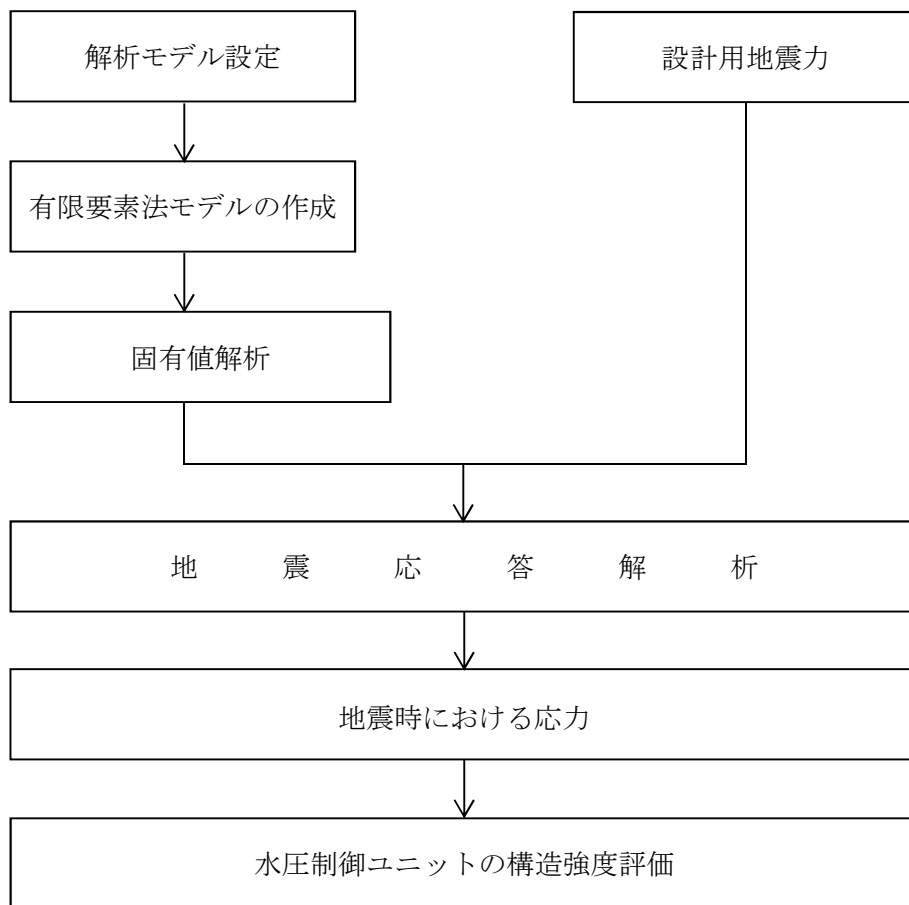 解析モデル設定
設計用地震力
有限要素法モデルの作成
固有値解析
地震応答解析
地震時における応力
水圧制御ユニットの構造強度評価